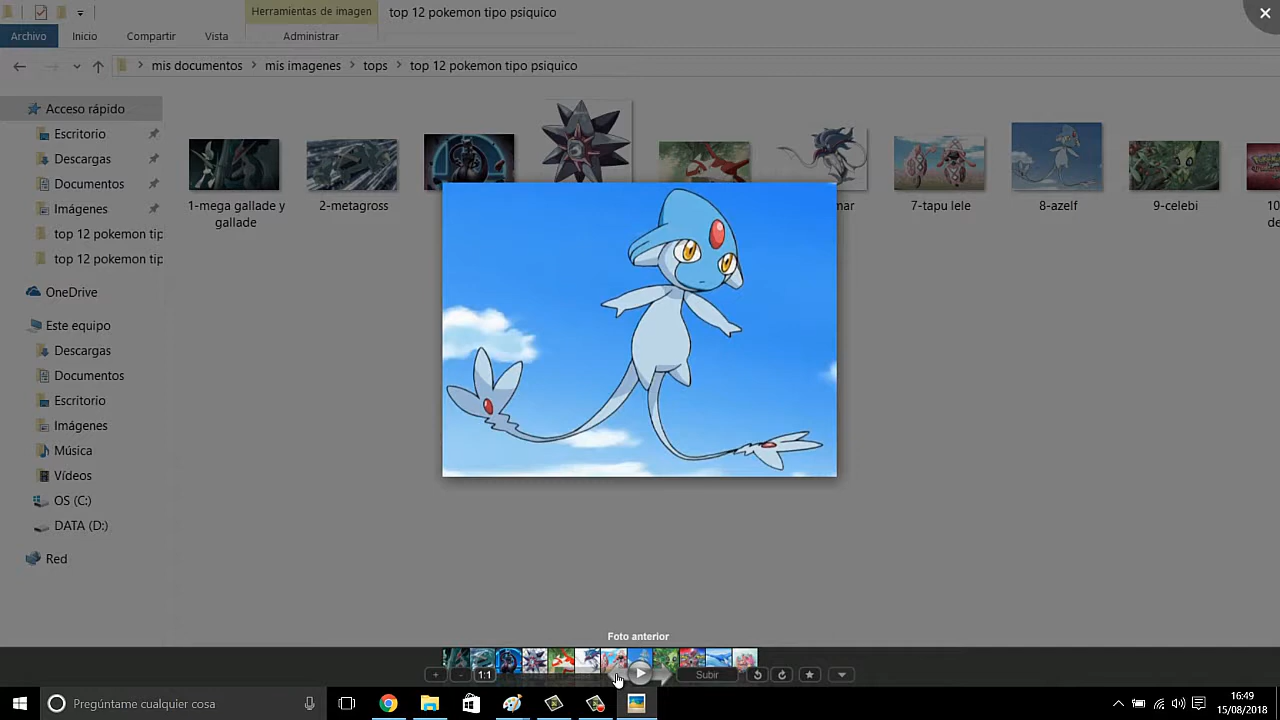 Herramientas de imagen
top 12 pokemon tipo psiquico
Archivo
Inicio
Compartir
Vista
Administrar
mis documentos
mis imagenes
tops
top 12 pokemon tipo psiquico
Acceso rápido
Escritorio
Descargas
Documentos
Imágenes
top 12 pokemon tip
top 12 pokemon tip
OneDrive
Este equipo
Descargas
Documentos
Escritorio
Imágenes
Música
Vídeos
OS (C:)
DATA (D:)
Red
1-mega gallade y
gallade
2-metagross
7-tapu lele
8-azelf
9-celebi
10
de
Foto anterior
1:1
Subir
Pregúntame cualquier cosa
16:49
15/08/2018